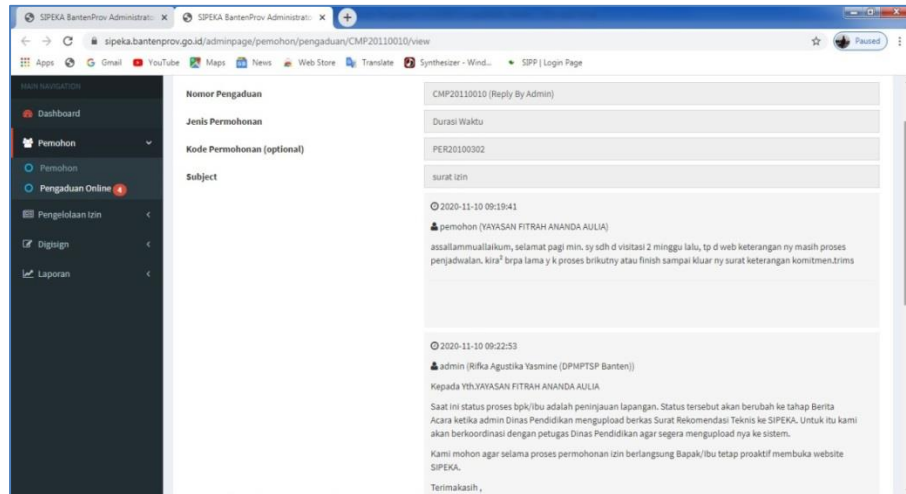 SIPEKA BantenProv Administrato
SIPEKA BantenProv Administrato
sipeka.bantenprov.go.id/adminpage/pemohon/pengaduan/CMP20110010/view
Paused
Apps
Gmail
YouTube
Maps
News
Web Store
Translate
Synthesizer - Wind...
SIPP | Login Page
MAIN NAVIGATION
Dashboard
Pemohon
Pemohon
Pengaduan Online 4
Pengelolaan Izin
Digisign
Laporan
Nomor Pengaduan
CMP20110010 (Reply By Admin)
Jenis Permohonan
Durasi Waktu
Kode Permohonan (optional)
PER20100302
Subject
surat izin
2020-11-10 09:19:41
pemohon (YAYASAN FITRAH ANANDA AULIA)
assallammuallaikum, selamat pagi min. sy sdh d visitasi 2 minggu lalu, tp d web keterangan ny masih proses
penjadwalan. kira² brpa lama y k proses brikutny atau finish sampai kluar ny surat keterangan komitmen.trims
2020-11-10 09:22:53
admin (Rifka Agustika Yasmine (DPMPTSP Banten))
Kepada Yth.YAYASAN FITRAH ANANDA AULIA
Saat ini status proses bpk/ibu adalah peninjauan lapangan. Status tersebut akan berubah ke tahap Berita
Acara ketika admin Dinas Pendidikan mengupload berkas Surat Rekomendasi Teknis ke SIPEKA. Untuk itu kami
akan berkoordinasi dengan petugas Dinas Pendidikan agar segera mengupload nya ke sistem.
Kami mohon agar selama proses permohonan izin berlangsung Bapak/Ibu tetap proaktif membuka website
SIPEKA.
Terimakasih ,